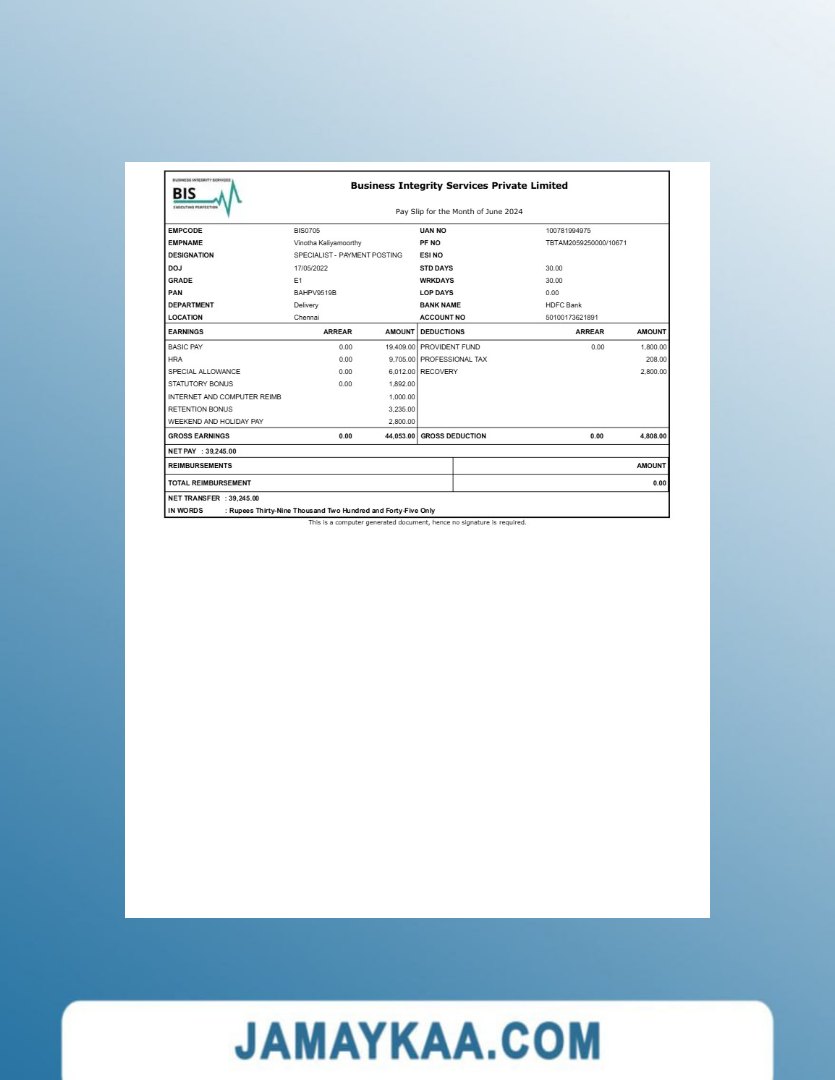 BUSINESS INTEGRITY SERVICES
BIS
EXECUTING PERFECTION
Business Integrity Services Private Limited
Pay Slip for the Month of June 2024
EMPCODE BIS0705 UAN NO 100781994975
EMPNAME Vinotha Kaliyamoorthy PF NO TBTAM2059250000/10671
DESIGNATION SPECIALIST - PAYMENT POSTING ESI NO
DOJ 17/05/2022 STD DAYS 30.00
GRADE E1 WRKDAYS 30.00
PAN BAHPV9519B LOP DAYS 0.00
DEPARTMENT Delivery BANK NAME HDFC Bank
LOCATION Chennai ACCOUNT NO 50100173621891
EARNINGS ARREAR AMOUNT DEDUCTIONS ARREAR AMOUNT
BASIC PAY 0.00 19,409.00 PROVIDENT FUND 0.00 1,800.00
HRA 0.00 9,705.00 PROFESSIONAL TAX 208.00
SPECIAL ALLOWANCE 0.00 6,012.00 RECOVERY 2,800.00
STATUTORY BONUS 0.00 1,892.00
INTERNET AND COMPUTER REIMB 1,000.00
RETENTION BONUS 3,235.00
WEEKEND AND HOLIDAY PAY 2,800.00
GROSS EARNINGS 0.00 44,053.00 GROSS DEDUCTION 0.00 4,808.00
NET PAY : 39,245.00
REIMBURSEMENTS AMOUNT
TOTAL REIMBURSEMENT 0.00
NET TRANSFER : 39,245.00
IN WORDS : Rupees Thirty-Nine Thousand Two Hundred and Forty-Five Only
This is a computer generated document, hence no signature is required.
JAMAYKAA.COM